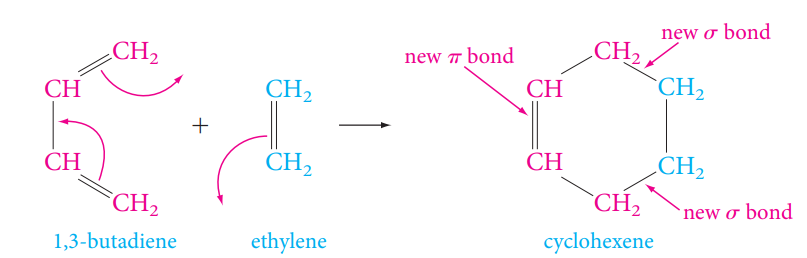 CH₂
CH
CH
CH₂
+
CH₂
CH₂
new π bond
new σ bond
CH₂
CH
CH₂
CH
CH₂
CH₂
new σ bond
1,3-butadiene
ethylene
cyclohexene